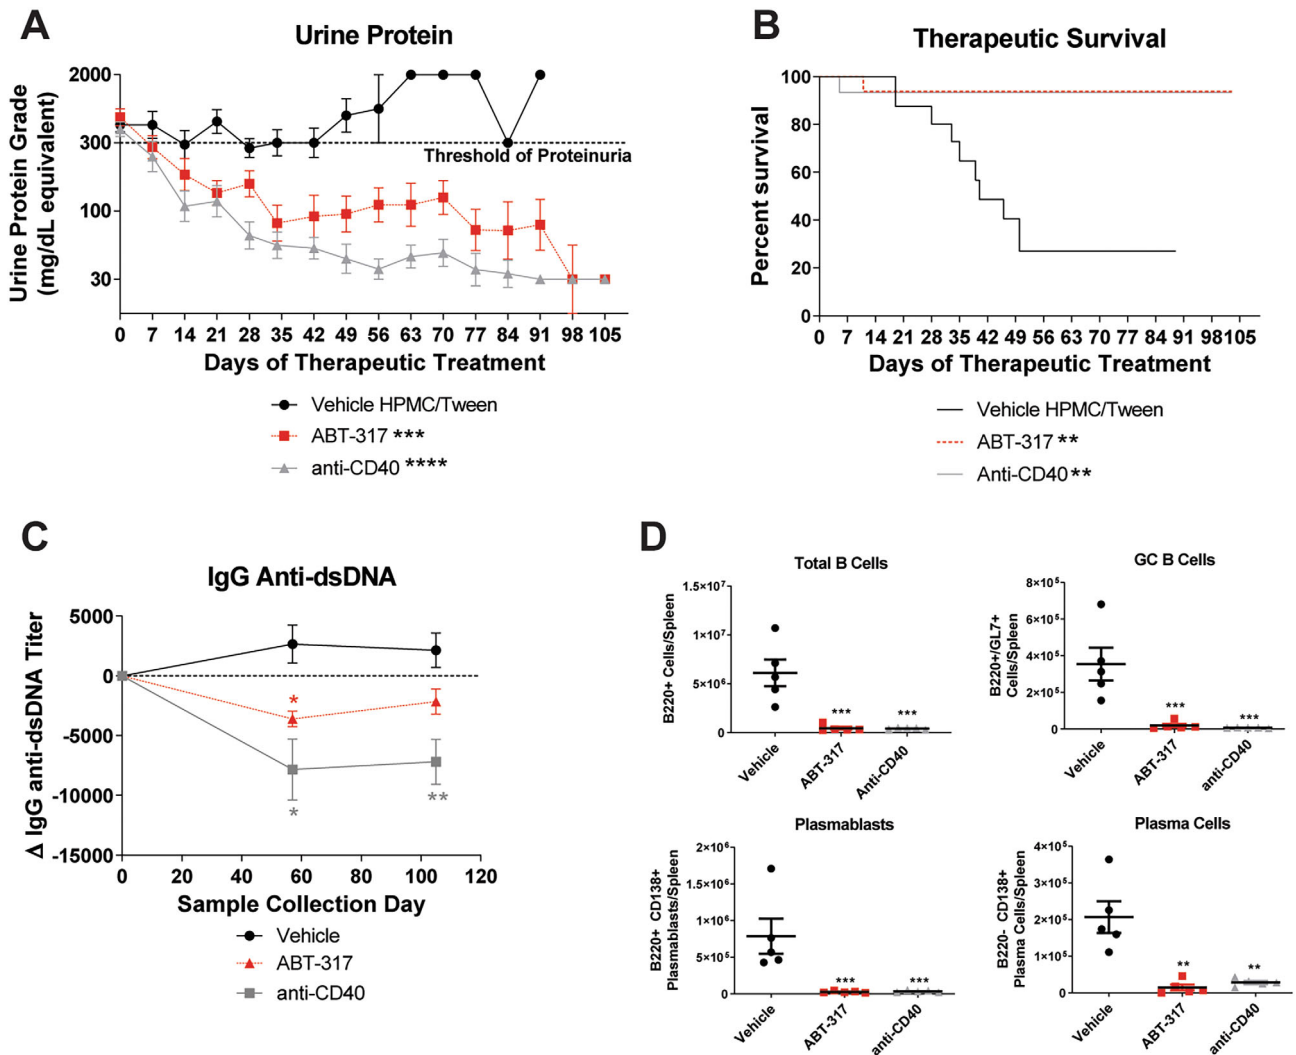 A
Urine Protein
Urine Protein Grade
(mg/dL equivalent)
2000
300
100
30
Threshold of Proteinuria
0 7 14 21 28 35 42 49 56 63 70 77 84 91 98 105
Days of Therapeutic Treatment
Vehicle HPMC/Tween
ABT-317 ***
anti-CD40 ****
B
Therapeutic Survival
Percent survival
100
80
60
40
20
0
0 7 14 21 28 35 42 49 56 63 70 77 84 91 98 105
Days of Therapeutic Treatment
Vehicle HPMC/Tween
ABT-317 **
Anti-CD40 **
C
IgG Anti-dsDNA
Δ IgG anti-dsDNA Titer
5000
0
-5000
-10000
-15000
*
*
**
0 20 40 60 80 100 120
Sample Collection Day
Vehicle
ABT-317
anti-CD40
D
Total B Cells
B220+ Cells/Spleen
1.5×10⁷
1×10⁷
5×10⁶
0
*** ***
Vehicle ABT-317 Anti-CD40
GC B Cells
B220+/GL7+
Cells/Spleen
8×10⁵
6×10⁵
4×10⁵
2×10⁵
0
*** ***
Vehicle ABT-317 anti-CD40
Plasmablasts
B220+ CD138+
Plasmablasts/Spleen
2×10⁶
1.5×10⁶
1×10⁶
5×10⁵
0
*** ***
Vehicle ABT-317 anti-CD40
Plasma Cells
B220- CD138+
Plasma Cells/Spleen
4×10⁵
3×10⁵
2×10⁵
1×10⁵
0
** **
Vehicle ABT-317 anti-CD40